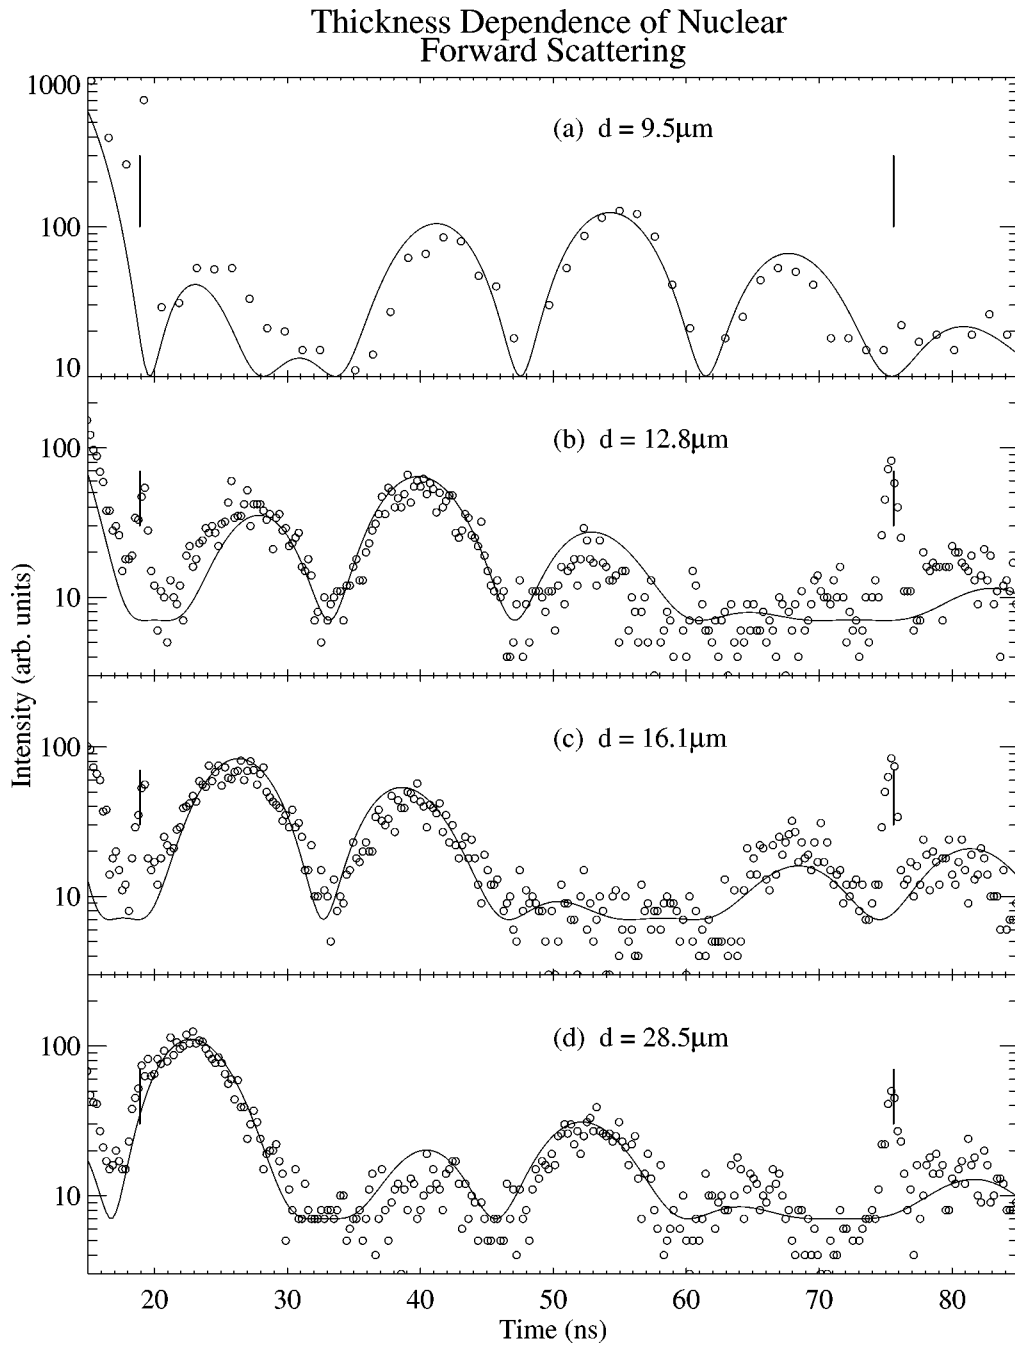 Thickness Dependence of Nuclear
Forward Scattering
1000
(a) d = 9.5μm
100
10
(b) d = 12.8μm
100
10
Intensity (arb. units)
(c) d = 16.1μm
100
10
(d) d = 28.5μm
100
10
20 30 40 50 60 70 80
Time (ns)